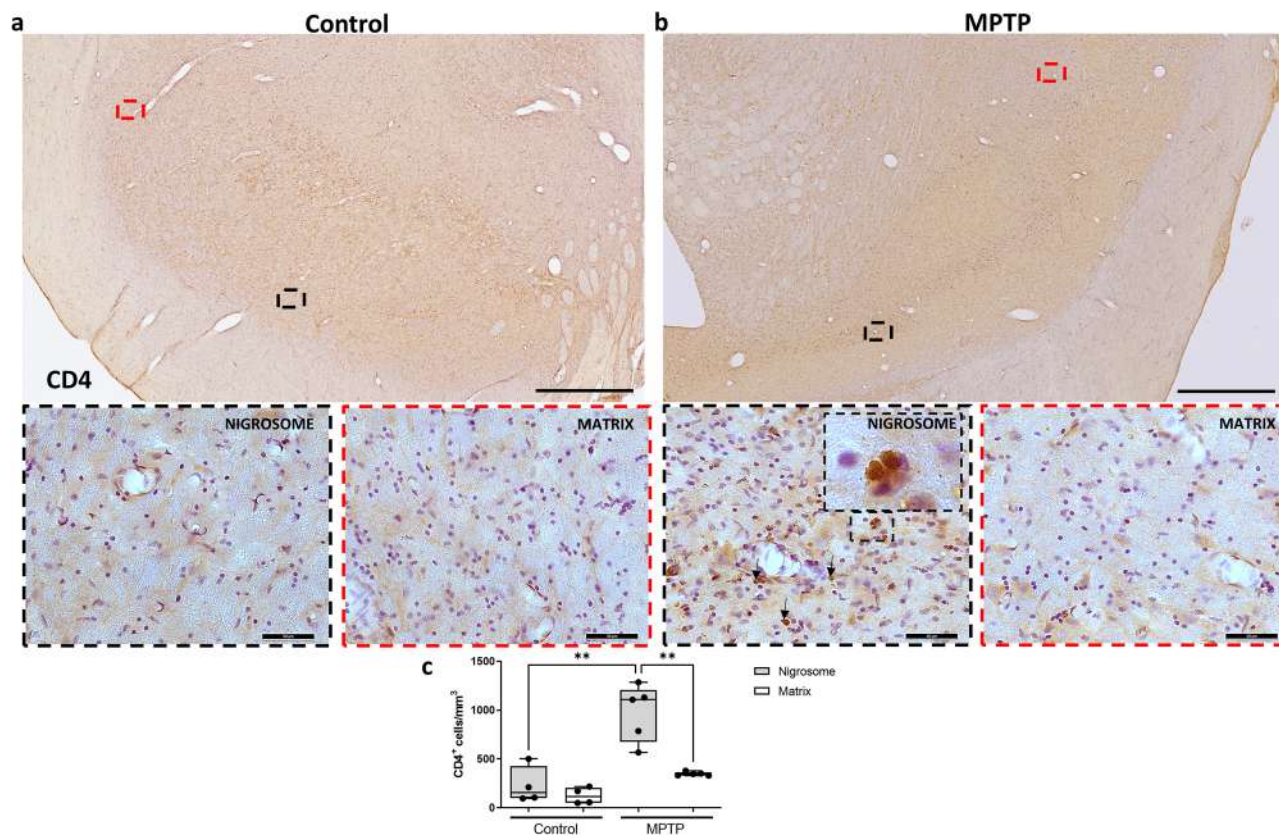 a
Control
b
MPTP
CD4
NIGROSOME
MATRIX
NIGROSOME
MATRIX
c
CD4⁺ cells/mm³
1500
1000
500
0
**
**
Nigrosome
Matrix
Control
MPTP